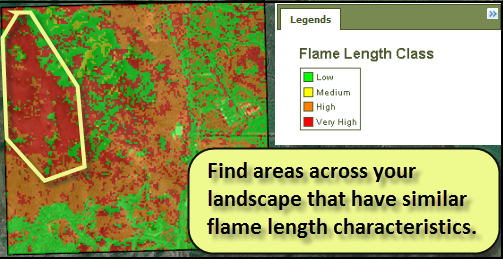 Legends
Flame Length Class
Low
Medium
High
Very High
Find areas across your
landscape that have similar
flame length characteristics.